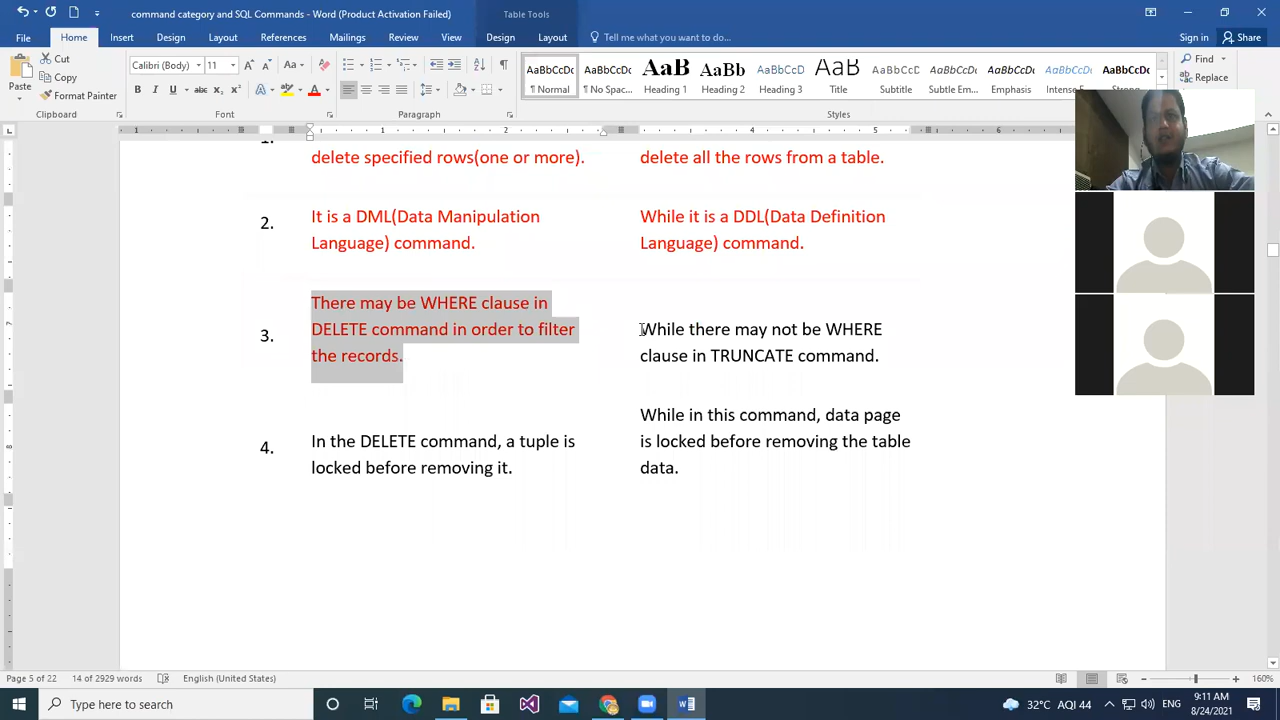 command category and SQL Commands - Word (Product Activation Failed)
Table Tools
File Home Insert Design Layout References Mailings Review View Design Layout Tell me what you want to do... Sign in Share
Paste
Cut
Copy
Format Painter
Calibri (Body) 11
Clipboard Font Paragraph Styles
AaBbCcDc AaBbCcDc AaB AaBb AaBbCcD AaB AaBbCcD AaBbCcDc AaBbCcDc AaBbCcDc AaBbCcDc
¶ Normal ¶ No Spac... Heading 1 Heading 2 Heading 3 Title Subtitle Subtle Em... Emphasis Intense E... Strong
Find
Replace
1.
delete specified rows(one or more).
delete all the rows from a table.
2.
It is a DML(Data Manipulation
Language) command.
While it is a DDL(Data Definition
Language) command.
3.
There may be WHERE clause in
DELETE command in order to filter
the records.
While there may not be WHERE
clause in TRUNCATE command.
4.
In the DELETE command, a tuple is
locked before removing it.
While in this command, data page
is locked before removing the table
data.
Page 5 of 22 14 of 2929 words English (United States) 160%
Type here to search
32°C AQI 44 ENG
9:11 AM
8/24/2021